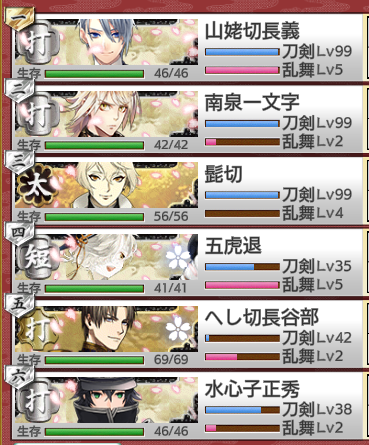 一
打
山姥切長義
刀剣Lv99
生存 46/46
乱舞Lv5
二
打
南泉一文字
刀剣Lv99
生存 42/42
乱舞Lv2
三
太
髭切
刀剣Lv99
生存 56/56
乱舞Lv4
四
短
五虎退
刀剣Lv35
生存 41/41
乱舞Lv5
五
打
へし切長谷部
刀剣Lv42
生存 69/69
乱舞Lv2
六
打
水心子正秀
刀剣Lv38
生存 46/46
乱舞Lv2